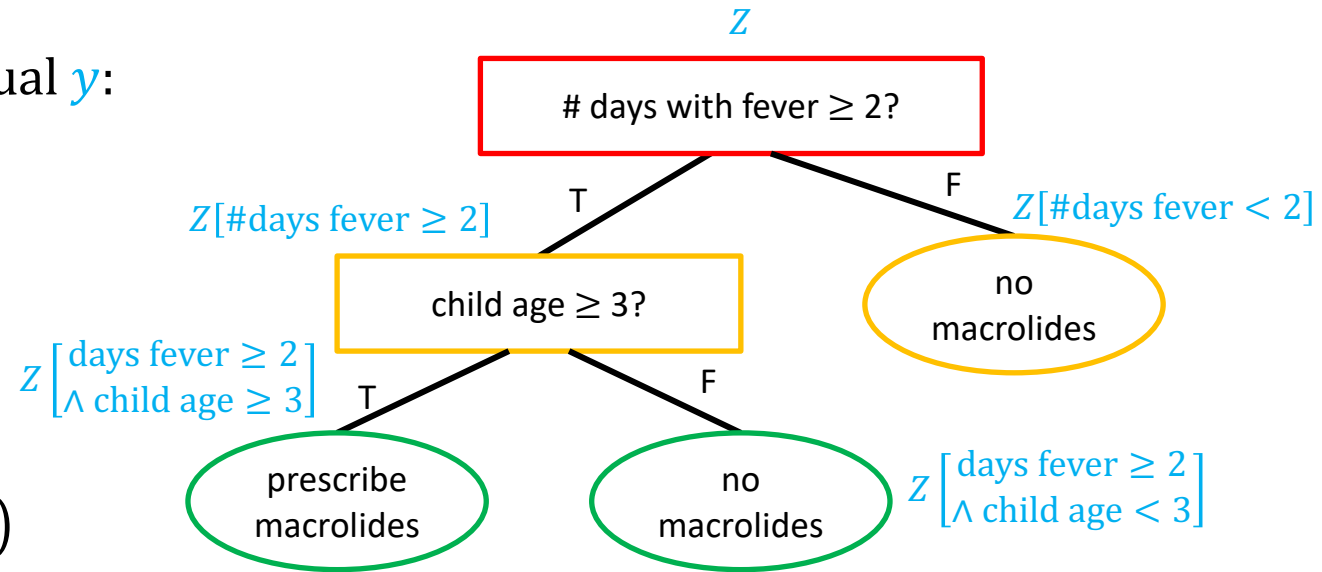 Z
ual y:
# days with fever ≥ 2?
T
F
Z[#days fever ≥ 2]
Z[#days fever < 2]
child age ≥ 3?
no
macrolides
Z[days fever ≥ 2
∧ child age ≥ 3]
T
F
prescribe
macrolides
no
macrolides
Z[days fever ≥ 2
∧ child age < 3]
)